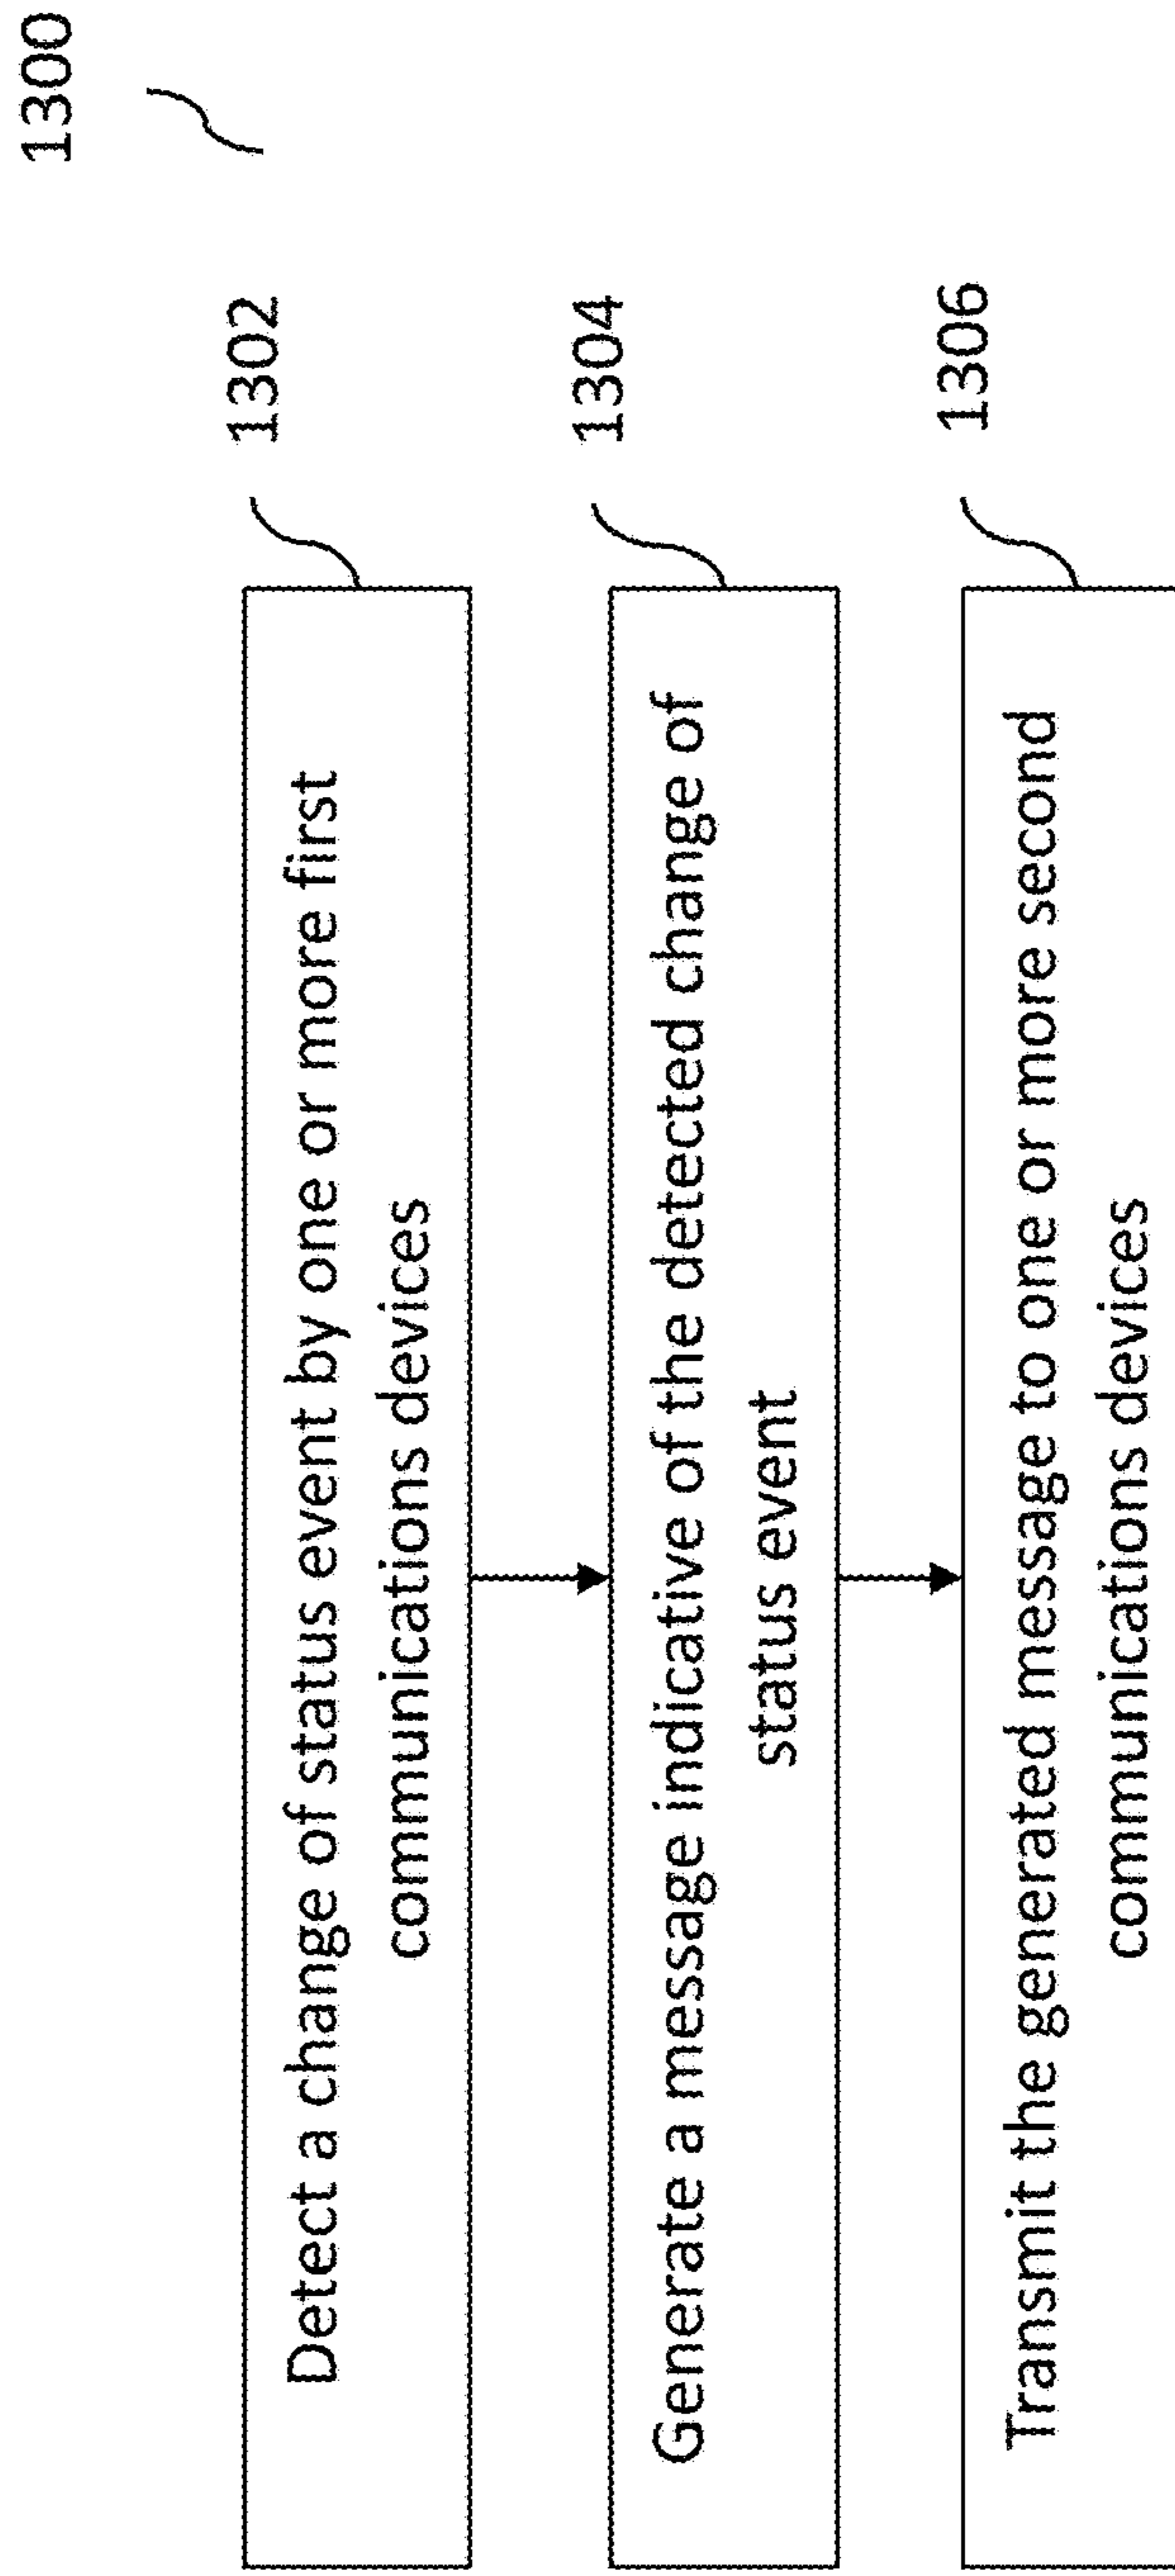 1300
1302
Detect a change of status event by one or more first
communications devices
1304
Generate a message indicative of the detected change of
status event
1306
Transmit the generated message to one or more second
communications devices